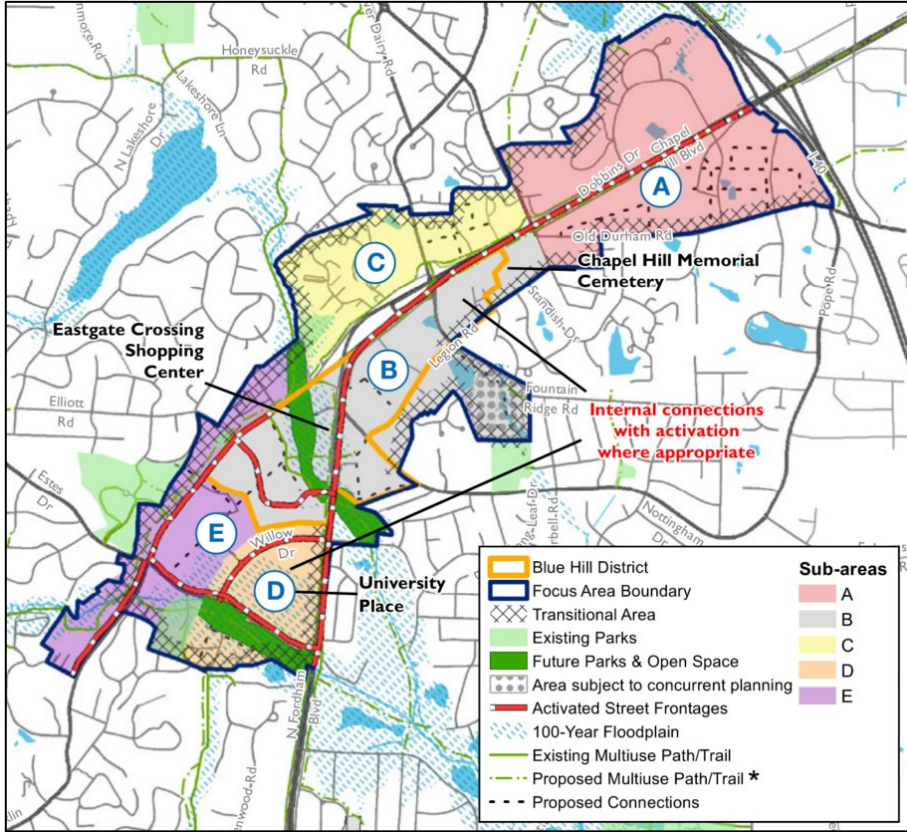 Honeysuckle
Rd
Lakeshore
Ln
N Lakeshore
Dr
Dairy Rd
I-40
Dobbins Dr
Chapel
Hill Blvd
A
Old Durham Rd
Pope Rd
C
Chapel Hill Memorial
Cemetery
Standish Dr
Eastgate Crossing
Shopping
Center
Legion Rd
B
Fountain
Ridge Rd
Elliott
Rd
Internal connections
with activation
where appropriate
Estes
Dr
Nottingham
Dr
E
Willow
Dr
D
University
Place
N Fordham
Blvd
Blue Hill District
Focus Area Boundary
Transitional Area
Existing Parks
Future Parks & Open Space
Area subject to concurrent planning
Activated Street Frontages
100-Year Floodplain
Existing Multiuse Path/Trail
Proposed Multiuse Path/Trail *
Proposed Connections
Sub-areas
A
B
C
D
E